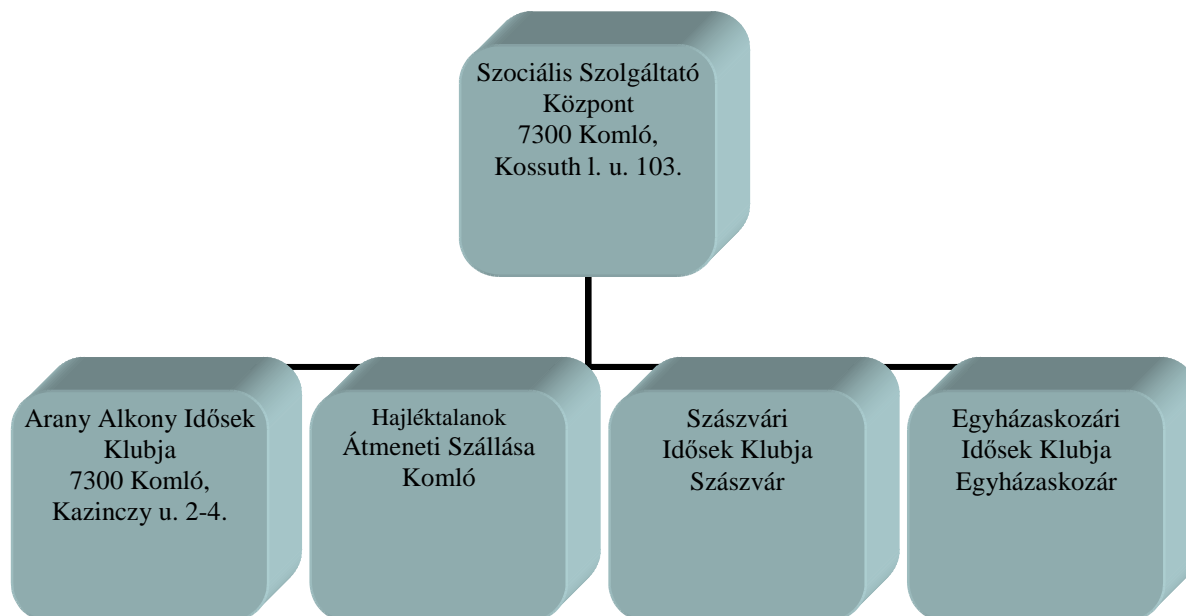 Szociális Szolgáltató
Központ
7300 Komló,
Kossuth l. u. 103.
Arany Alkony Idősek
Klubja
7300 Komló,
Kazinczy u. 2-4.
Hajléktalanok
Átmeneti Szállása
Komló
Szászvári
Idősek Klubja
Szászvár
Egyházaskozári
Idősek Klubja
Egyházaskozár